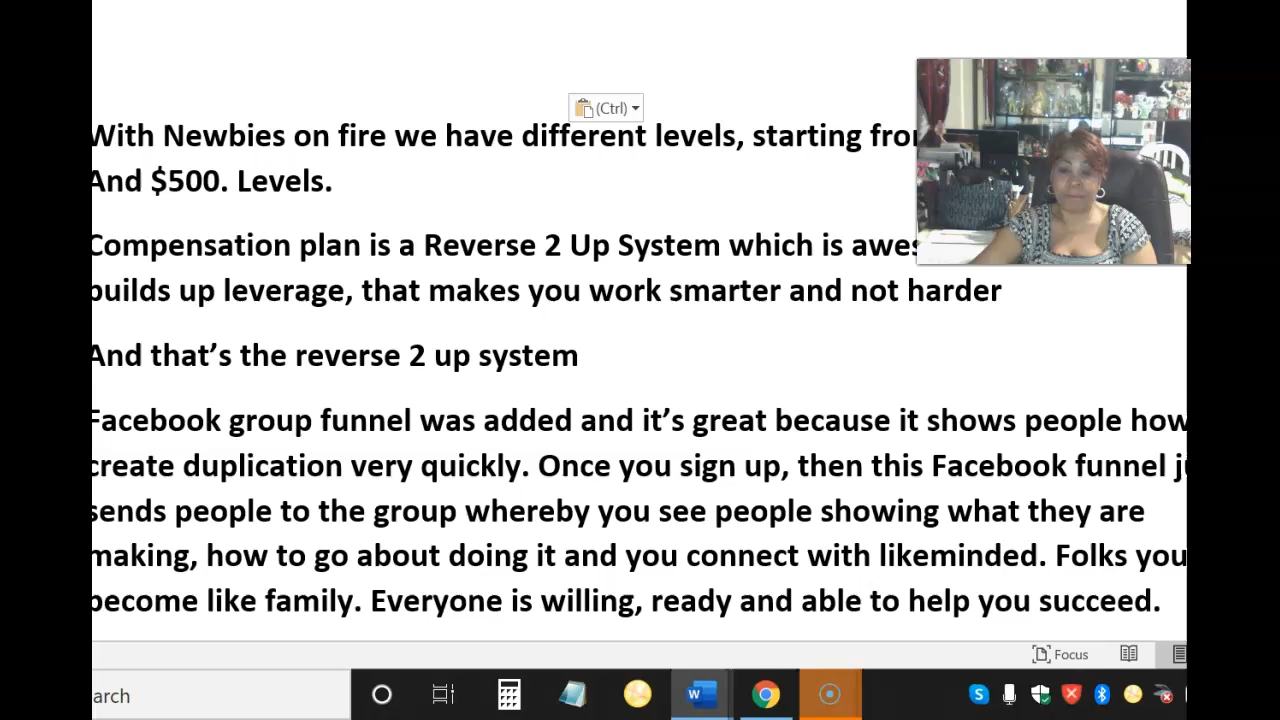 (Ctrl)
With Newbies on fire we have different levels, starting
And $500. Levels.
Compensation plan is a Reverse 2 Up System which is
builds up leverage, that makes you work smarter and not harder
And that's the reverse 2 up system
Facebook group funnel was added and it's great because it shows people how
create duplication very quickly. Once you sign up, then this Facebook funnel
sends people to the group whereby you see people showing what they are
making, how to go about doing it and you connect with likeminded. Folks you
become like family. Everyone is willing, ready and able to help you succeed.
Focus
arch